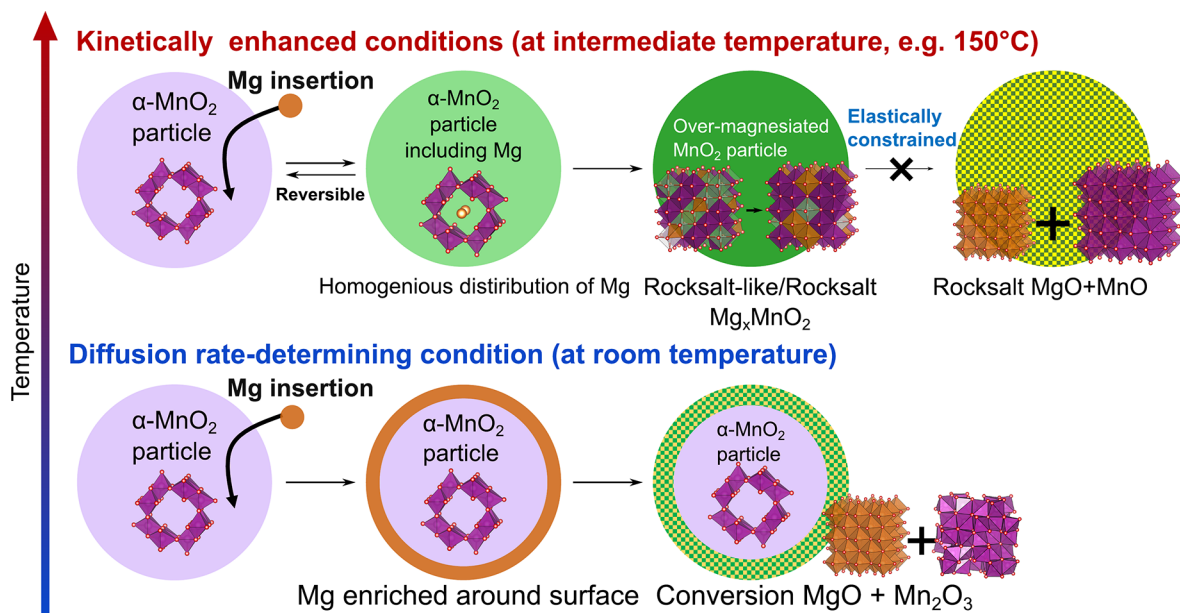 Temperature
Kinetically enhanced conditions (at intermediate temperature, e.g. 150°C)
Mg insertion
α-MnO₂
particle
Reversible
α-MnO₂
particle
including Mg
Homogenious distiribution of Mg
Over-magnesiated
MnO₂ particle
Rocksalt-like/Rocksalt
MgₓMnO₂
Elastically
constrained
+
Rocksalt MgO+MnO
Diffusion rate-determining condition (at room temperature)
Mg insertion
α-MnO₂
particle
α-MnO₂
particle
Mg enriched around surface
α-MnO₂
particle
+
Conversion MgO + Mn₂O₃